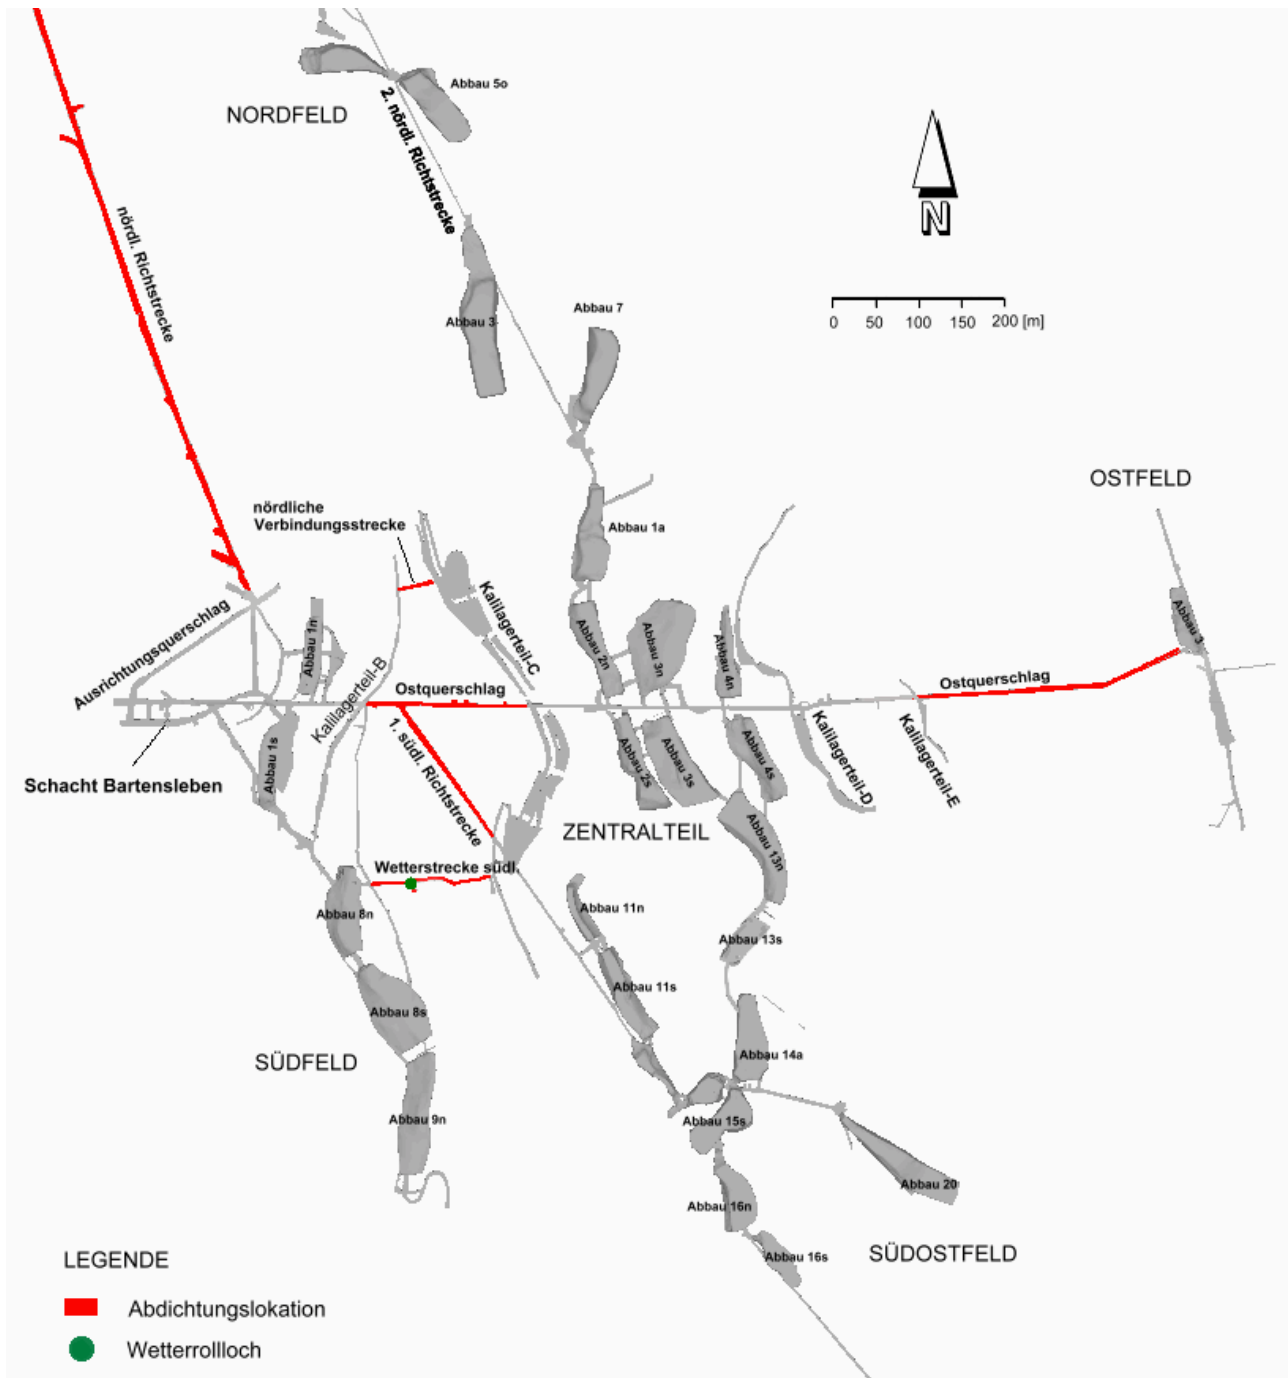 Abbau 5o
NORDFELD
2. nördl. Richtstrecke
N
nördl. Richtstrecke
0 50 100 150 200 [m]
Abbau 7
Abbau 3
OSTFELD
nördliche
Verbindungsstrecke
Abbau 1a
Ausrichtungsquerschlag
Abbau 1n
Kalilagerteil-B
Kalilagerteil-C
Abbau 2n
Abbau 3n
Abbau 4n
Abbau 3
Ostquerschlag
Ostquerschlag
1. südl. Richtstrecke
Abbau 1s
Abbau 2s
Abbau 3s
Abbau 4s
Kalilagerteil-D
Kalilagerteil-E
Schacht Bartensleben
ZENTRALTEIL
Abbau 13n
Wetterstrecke südl.
Abbau 8n
Abbau 11n
Abbau 13s
Abbau 11s
Abbau 8s
SÜDFELD
Abbau 14a
Abbau 9n
Abbau 15s
Abbau 20
Abbau 16n
Abbau 16s
SÜDOSTFELD
LEGENDE
Abdichtungslokation
Wetterrollloch